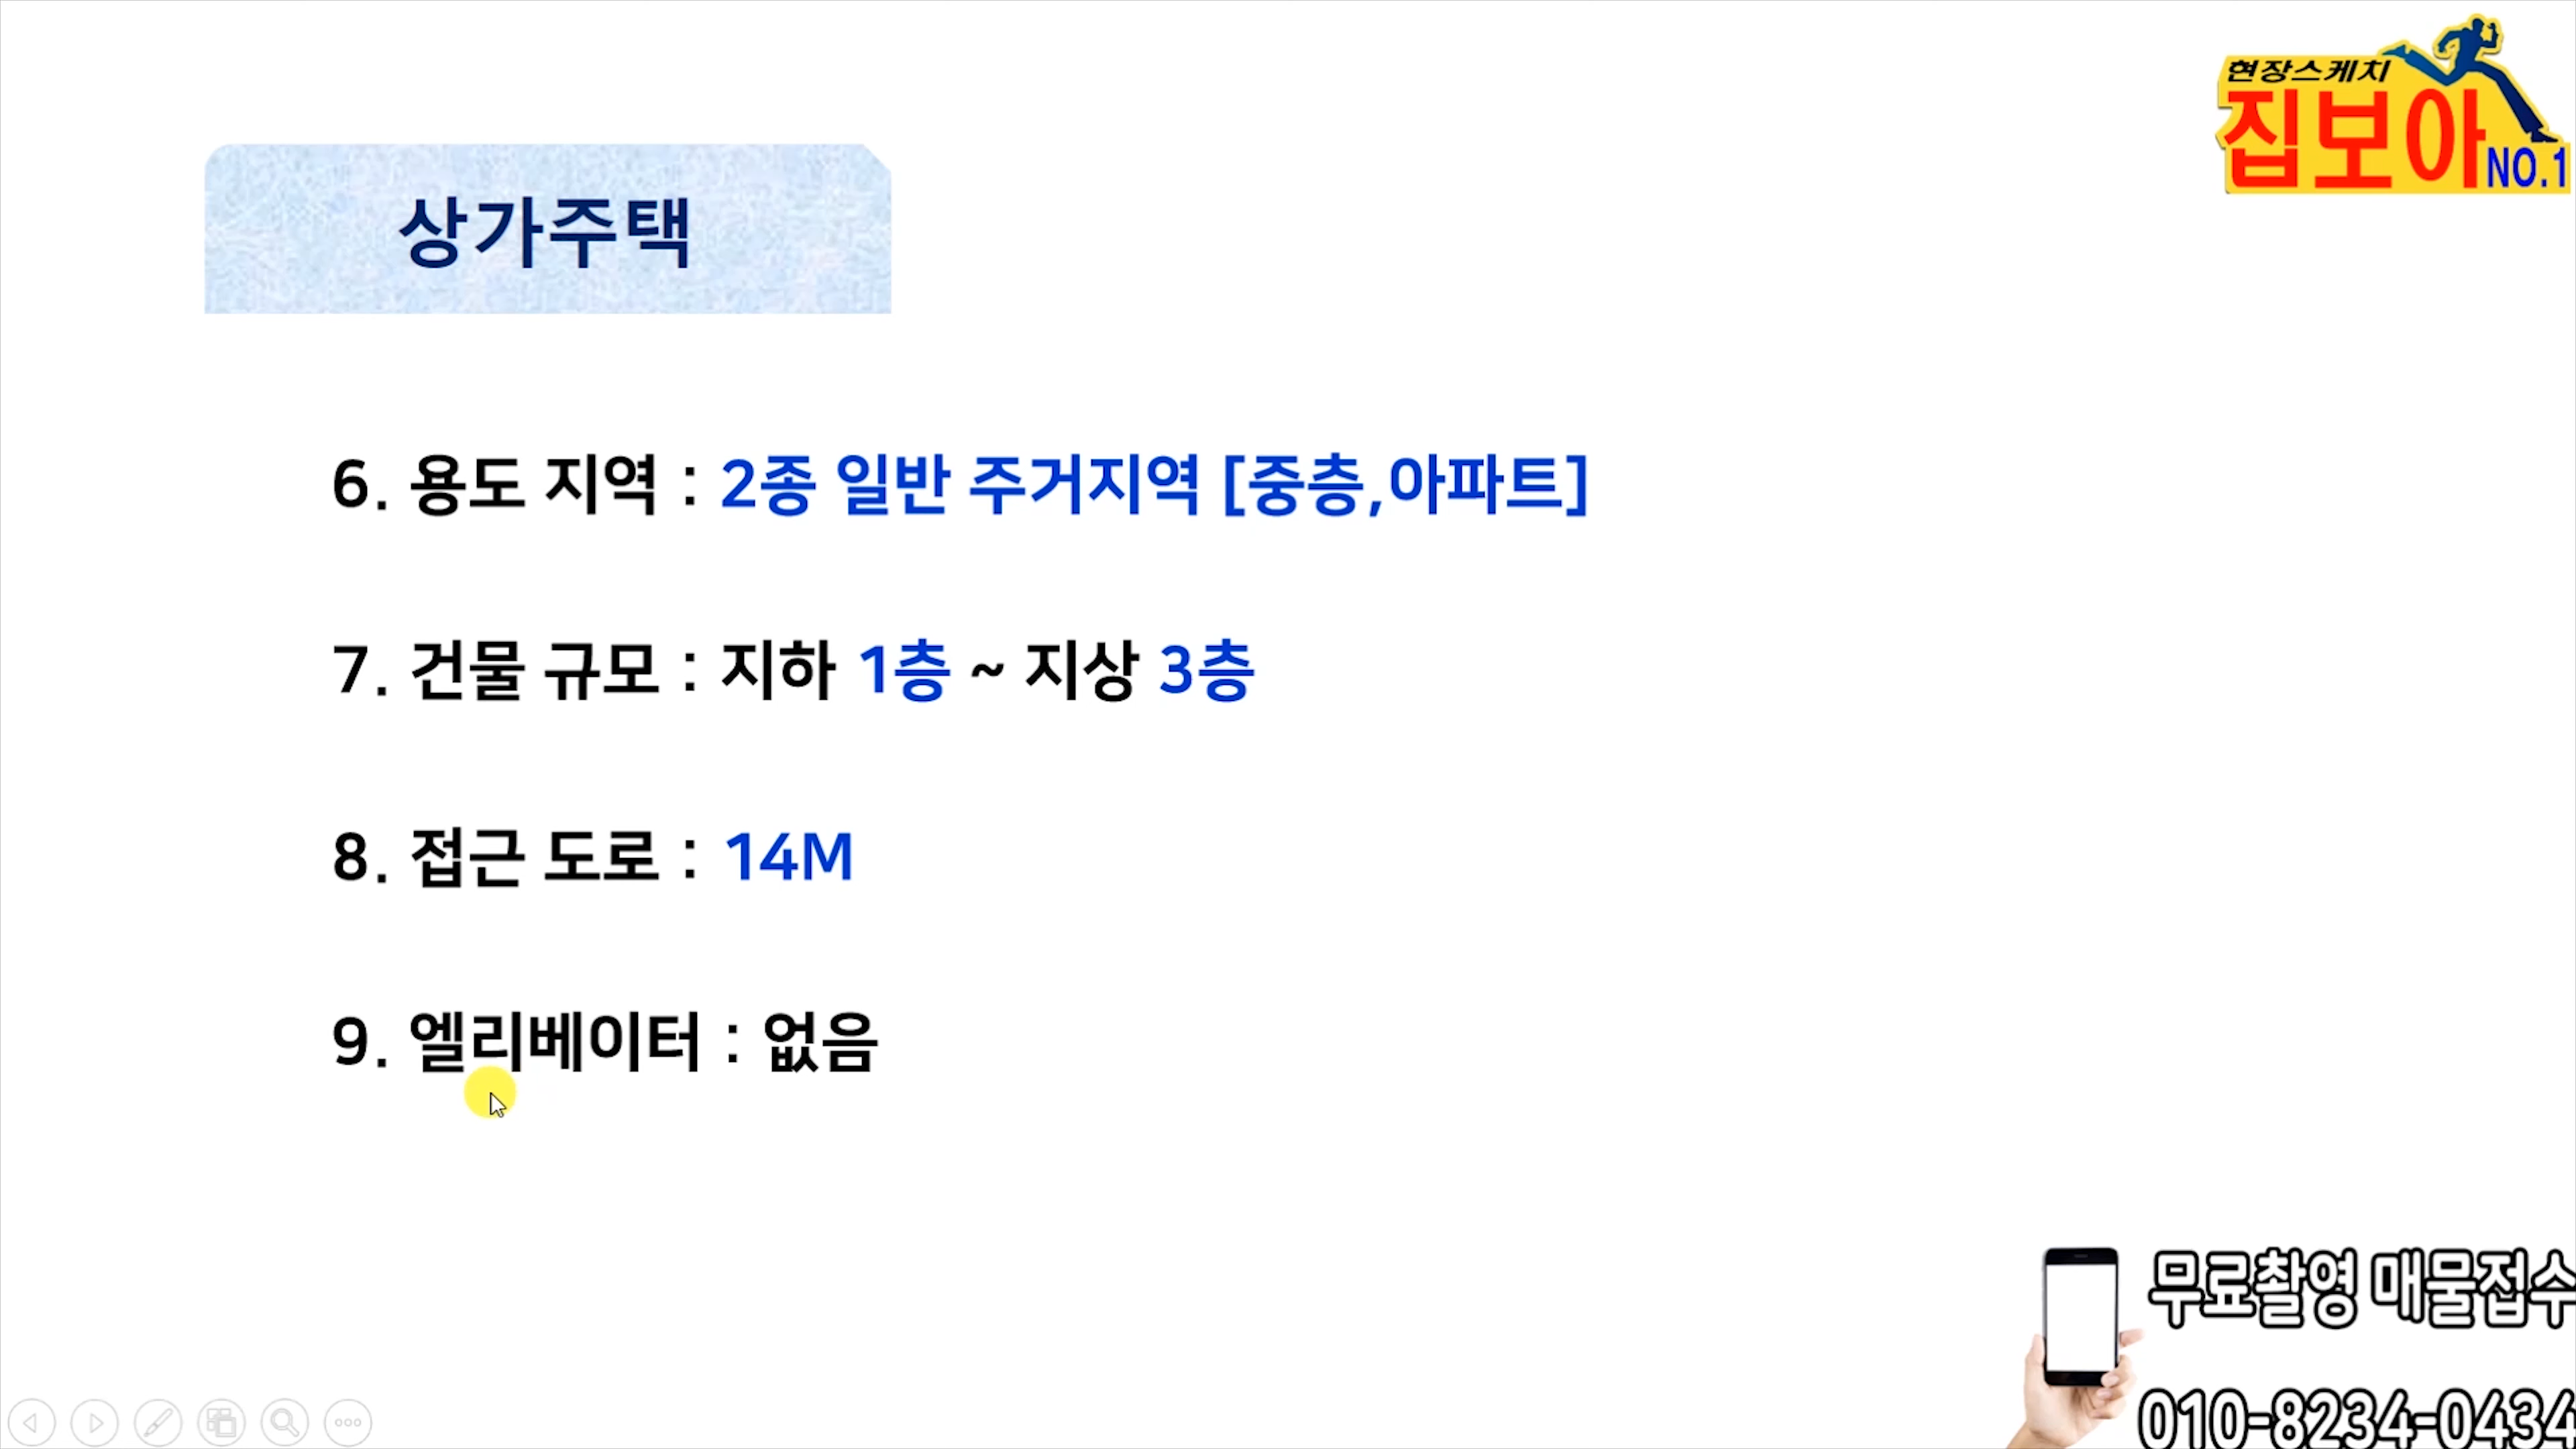 현장스케치
집보아 NO.1
상가주택
6. 용도 지역 : 2종 일반 주거지역 [중층,아파트]
7. 건물 규모 : 지하 1층 ~ 지상 3층
8. 접근 도로 : 14M
9. 엘리베이터 : 없음
무료촬영 매물접수
010-8234-0434